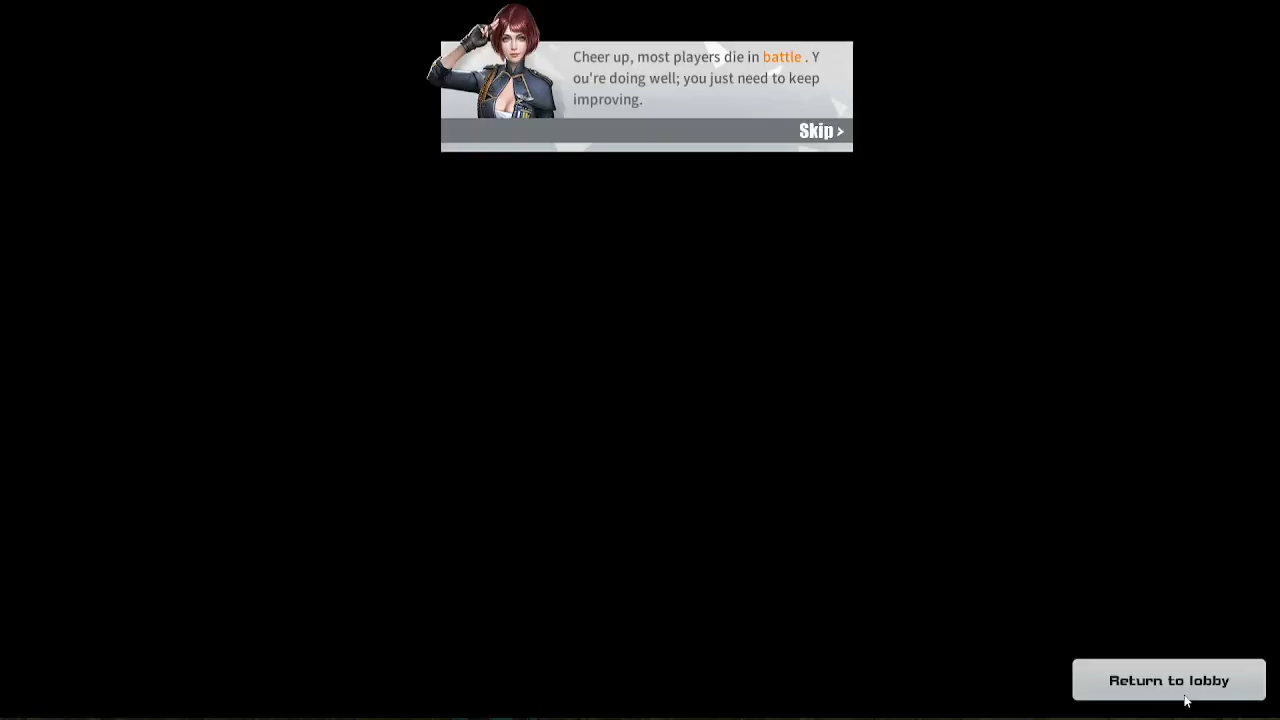 Cheer up, most players die in battle . Y
ou're doing well; you just need to keep
improving.
Skip >
Return to lobby